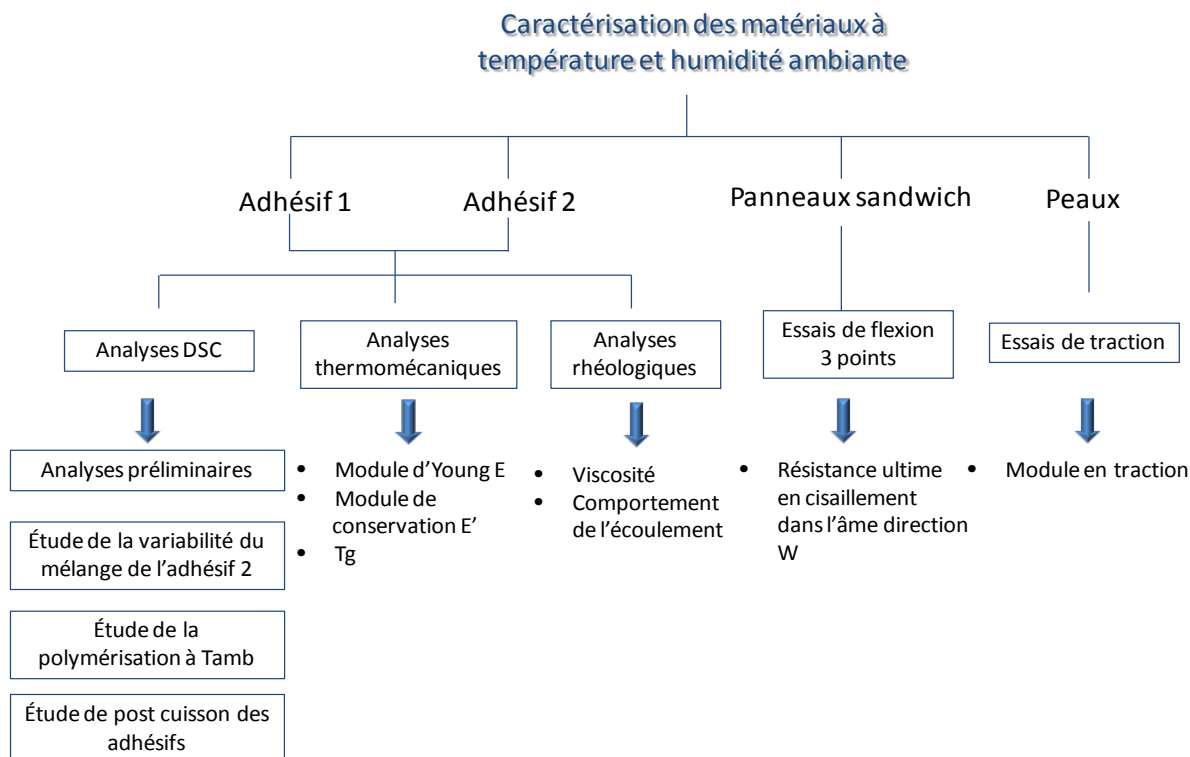 Caractérisation des matériaux à
température et humidité ambiante
Adhésif 1
Adhésif 2
Panneaux sandwich
Peaux
Analyses DSC
Analyses
thermomécaniques
Analyses
rhéologiques
Essais de flexion
3 points
Essais de traction
Analyses préliminaires
Étude de la variabilité du
mélange de l'adhésif 2
Étude de la
polymérisation à Tamb
Étude de post cuisson des
adhésifs
• Module d'Young E
• Module de
conservation E'
• Tg
• Viscosité
• Comportement
de l'écoulement
• Résistance ultime
en cisaillement
dans l'âme direction
W
• Module en traction